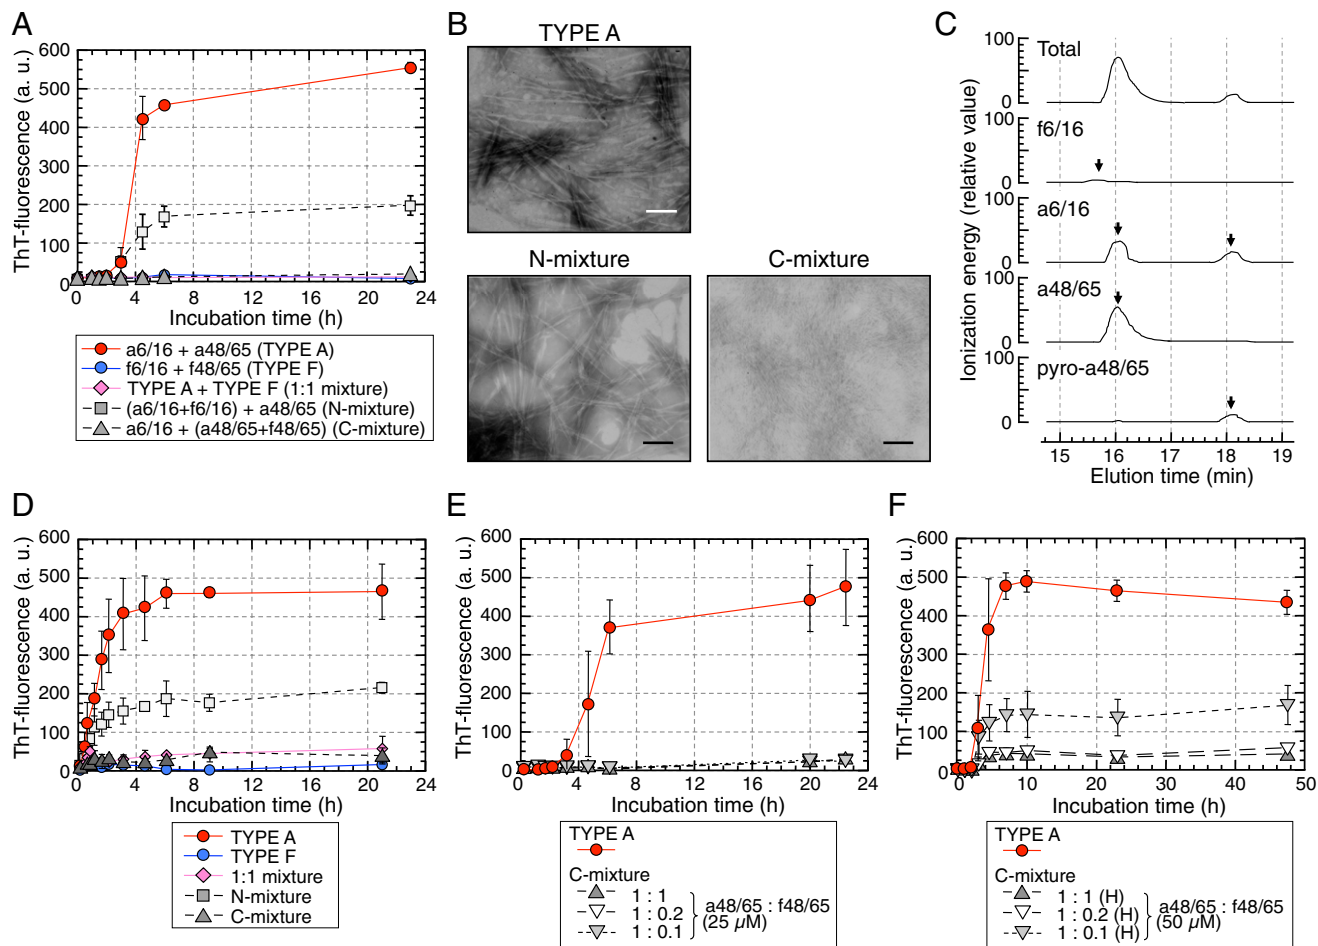 A
ThT-fluorescence (a. u.)
600
500
400
300
200
100
0
0
4
8
12
16
20
24
Incubation time (h)
a6/16 + a48/65 (TYPE A)
f6/16 + f48/65 (TYPE F)
TYPE A + TYPE F (1:1 mixture)
(a6/16+f6/16) + a48/65 (N-mixture)
a6/16 + (a48/65+f48/65) (C-mixture)
B
TYPE A
N-mixture
C-mixture
C
Ionization energy (relative value)
100
Total
0
100
f6/16
0
100
a6/16
0
100
a48/65
0
100
pyro-a48/65
0
15
16
17
18
19
Elution time (min)
D
ThT-fluorescence (a. u.)
600
500
400
300
200
100
0
0
4
8
12
16
20
24
Incubation time (h)
TYPE A
TYPE F
1:1 mixture
N-mixture
C-mixture
E
ThT-fluorescence (a. u.)
600
500
400
300
200
100
0
0
4
8
12
16
20
24
Incubation time (h)
TYPE A
C-mixture
1 : 1
1 : 0.2
1 : 0.1
a48/65 : f48/65
(25 µM)
F
ThT-fluorescence (a. u.)
600
500
400
300
200
100
0
0
10
20
30
40
50
Incubation time (h)
TYPE A
C-mixture
1 : 1 (H)
1 : 0.2 (H)
1 : 0.1 (H)
a48/65 : f48/65
(50 µM)